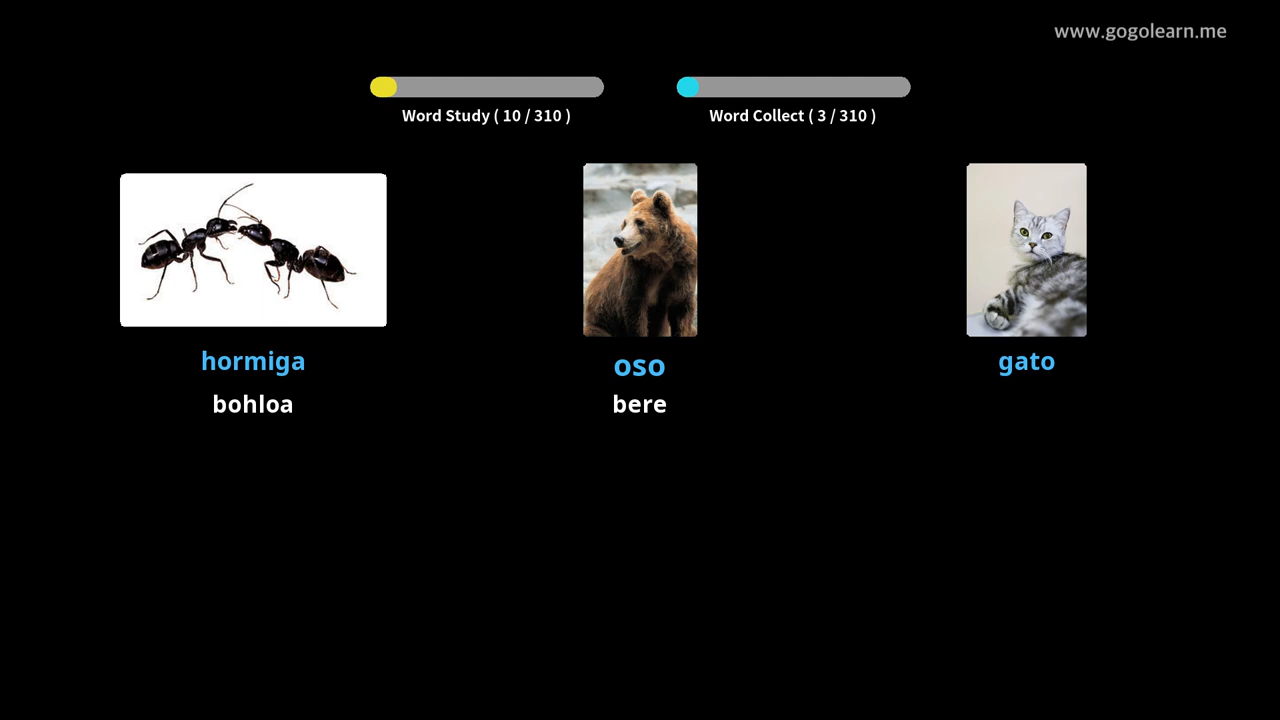 www.gogolearn.me
Word Study ( 10 / 310 )
Word Collect ( 3 / 310 )
hormiga
oso
gato
bohloa
bere